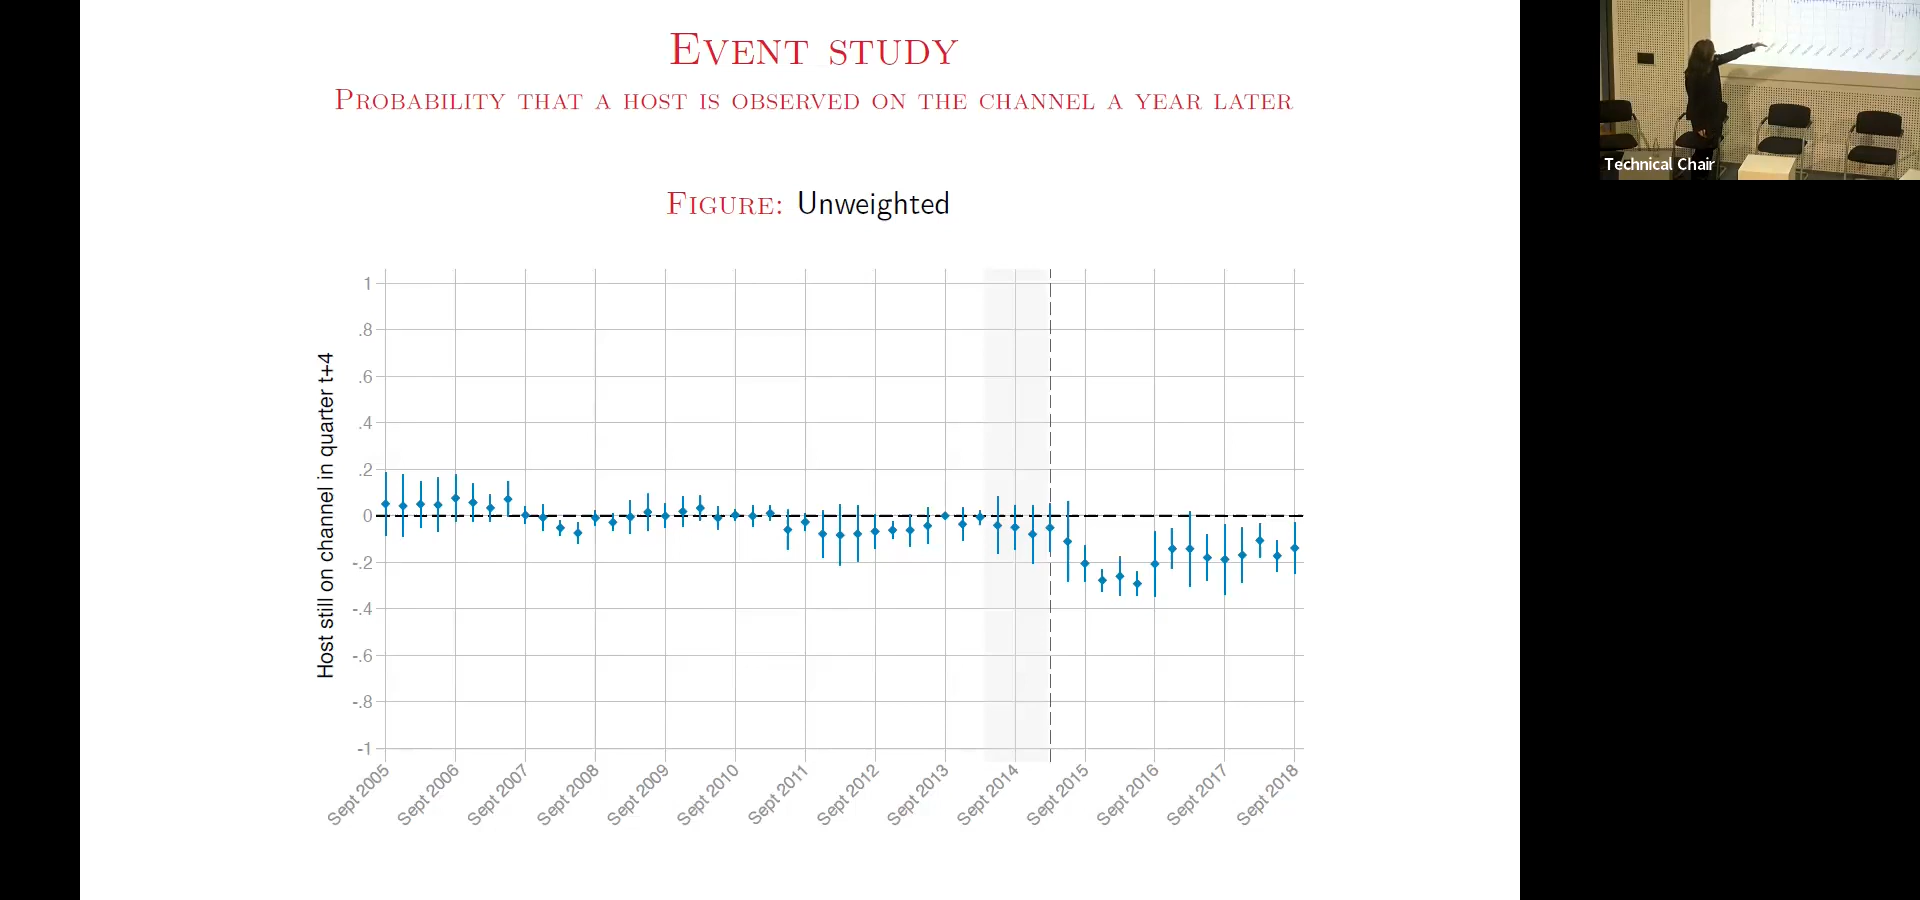 Event study
Probability that a host is observed on the channel a year later
Figure: Unweighted
Host still on channel in quarter t+4
1
.8
.6
.4
.2
0
-.2
-.4
-.6
-.8
-1
Sept 2005
Sept 2006
Sept 2007
Sept 2008
Sept 2009
Sept 2010
Sept 2011
Sept 2012
Sept 2013
Sept 2014
Sept 2015
Sept 2016
Sept 2017
Sept 2018
Technical Chair